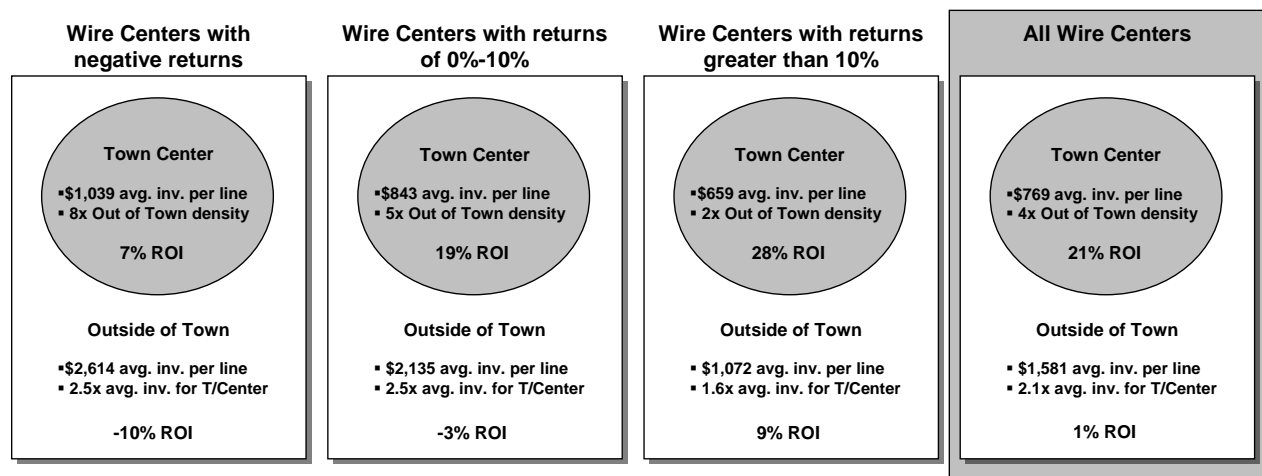 Wire Centers with
negative returns
Town Center
▪$1,039 avg. inv. per line
▪ 8x Out of Town density
7% ROI
Outside of Town
▪$2,614 avg. inv. per line
▪ 2.5x avg. inv. for T/Center
-10% ROI
Wire Centers with returns
of 0%-10%
Town Center
▪$843 avg. inv. per line
▪ 5x Out of Town density
19% ROI
Outside of Town
▪ $2,135 avg. inv. per line
▪ 2.5x avg. inv. for T/Center
-3% ROI
Wire Centers with returns
greater than 10%
Town Center
▪$659 avg. inv. per line
▪ 2x Out of Town density
28% ROI
Outside of Town
▪ $1,072 avg. inv. per line
▪ 1.6x avg. inv. for T/Center
9% ROI
All Wire Centers
Town Center
▪$769 avg. inv. per line
▪ 4x Out of Town density
21% ROI
Outside of Town
▪ $1,581 avg. inv. per line
▪ 2.1x avg. inv. for T/Center
1% ROI